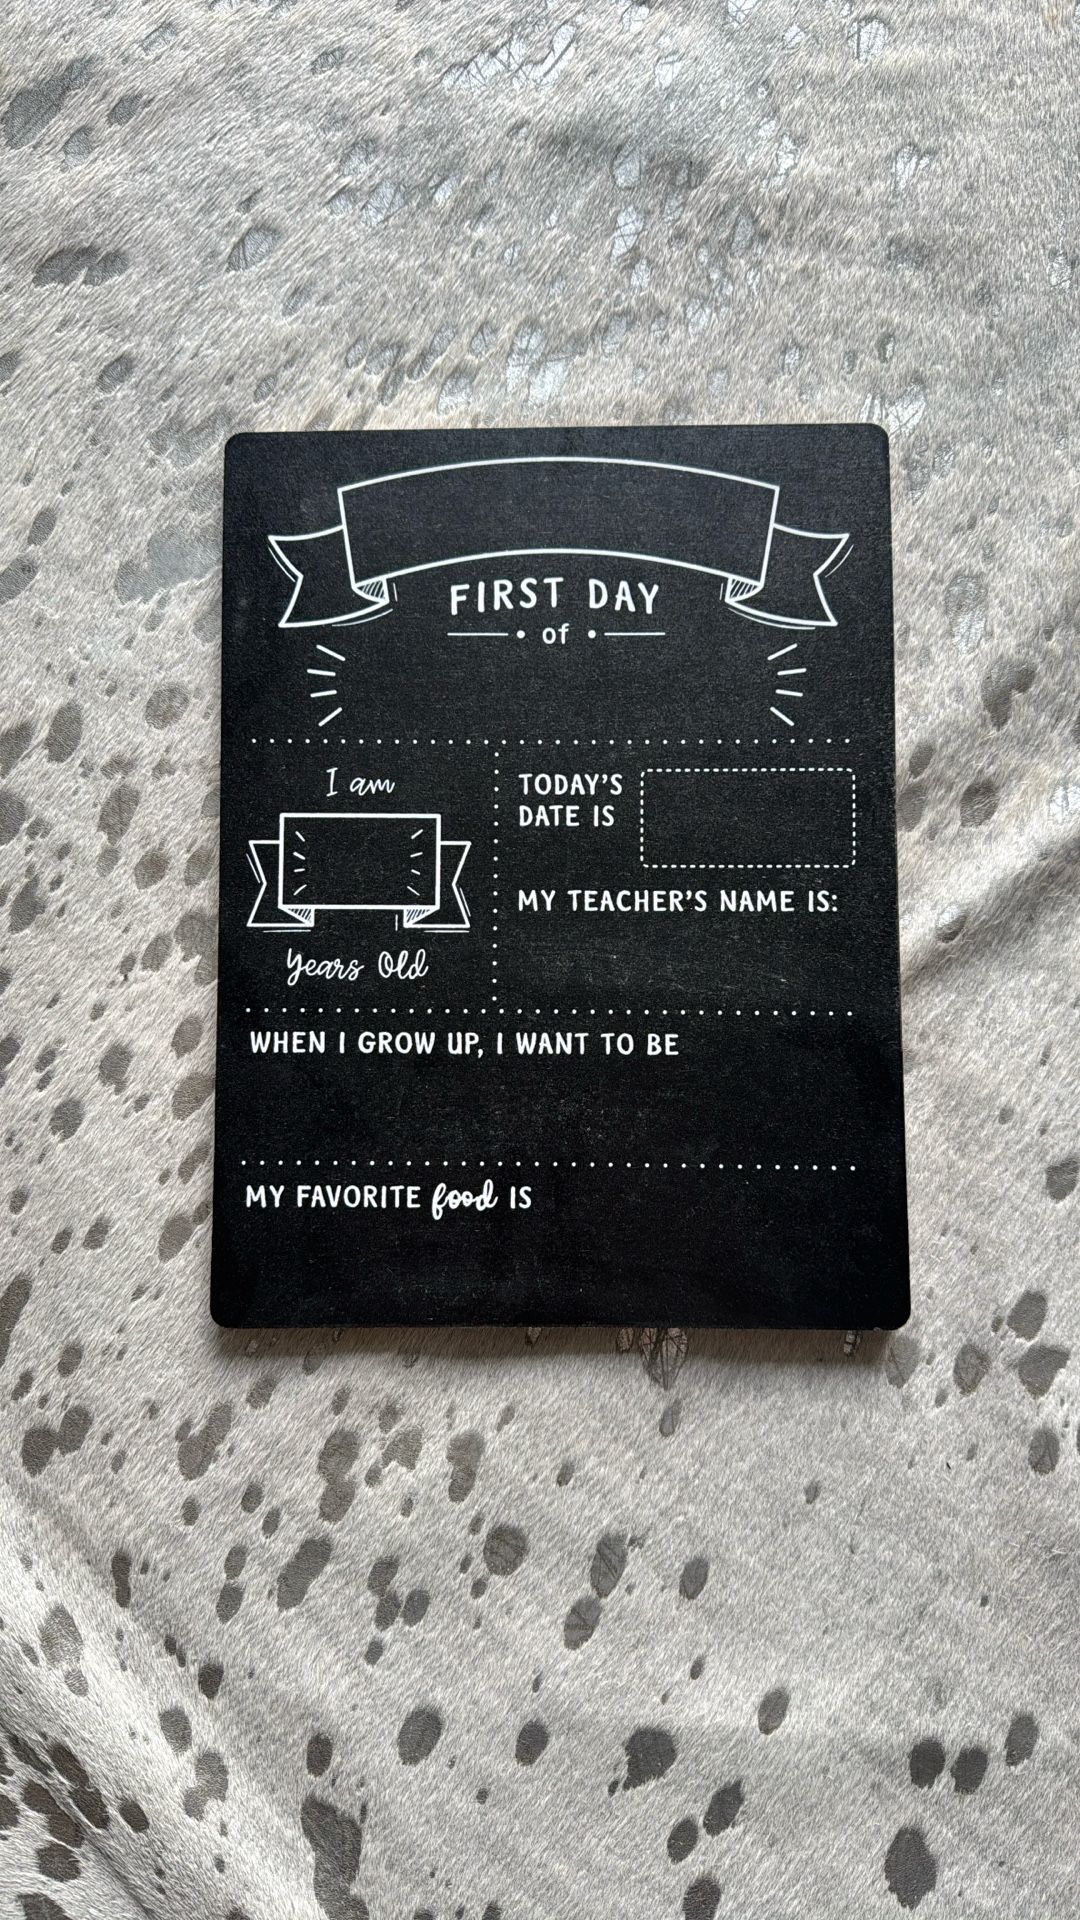 FIRST DAY
of
I am
Years Old
TODAY'S
DATE IS
MY TEACHER'S NAME IS:
WHEN I GROW UP, I WANT TO BE
MY FAVORITE food IS